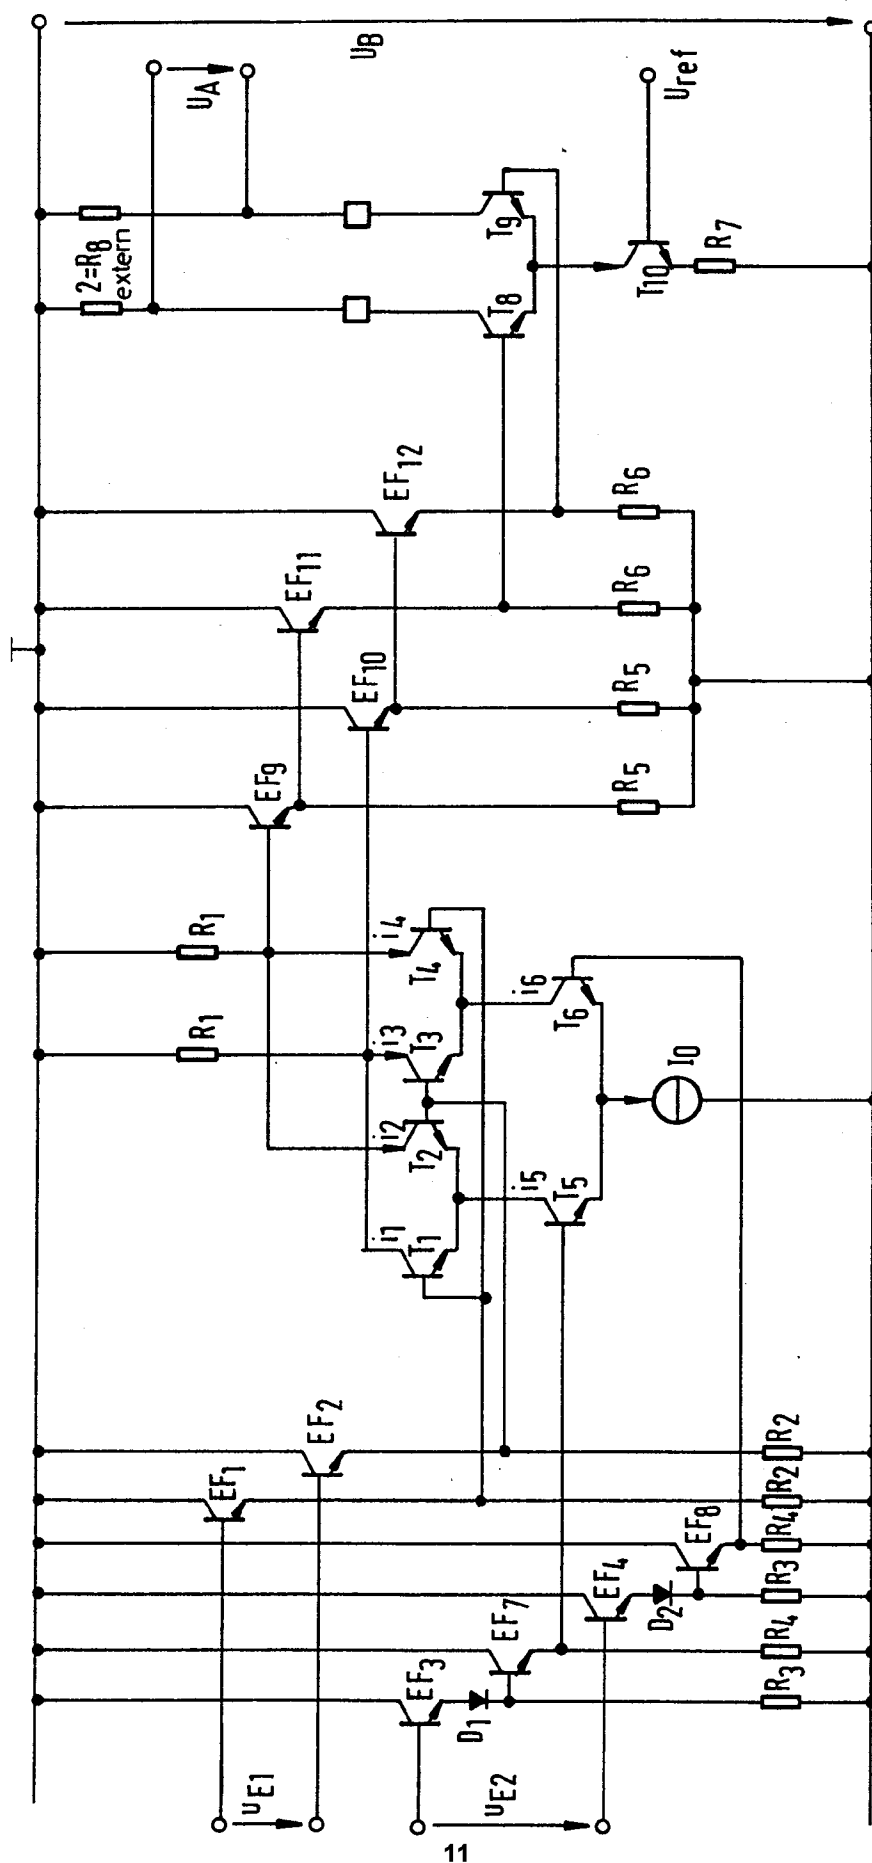 U_B
U_A
U_ref
2=R_8
extern
T_9
T_8
T_10
R_7
EF_12
EF_11
EF_10
EF_9
R_6
R_6
R_5
R_5
R_1
R_1
i_4
i_3
i_2
i_1
T_4
T_3
T_2
T_1
i_6
i_5
T_6
T_5
I_0
EF_2
EF_1
EF_8
EF_4
EF_7
EF_3
D_2
D_1
R_2
R_2
R_4
R_3
R_4
R_3
u_E1
u_E2
11